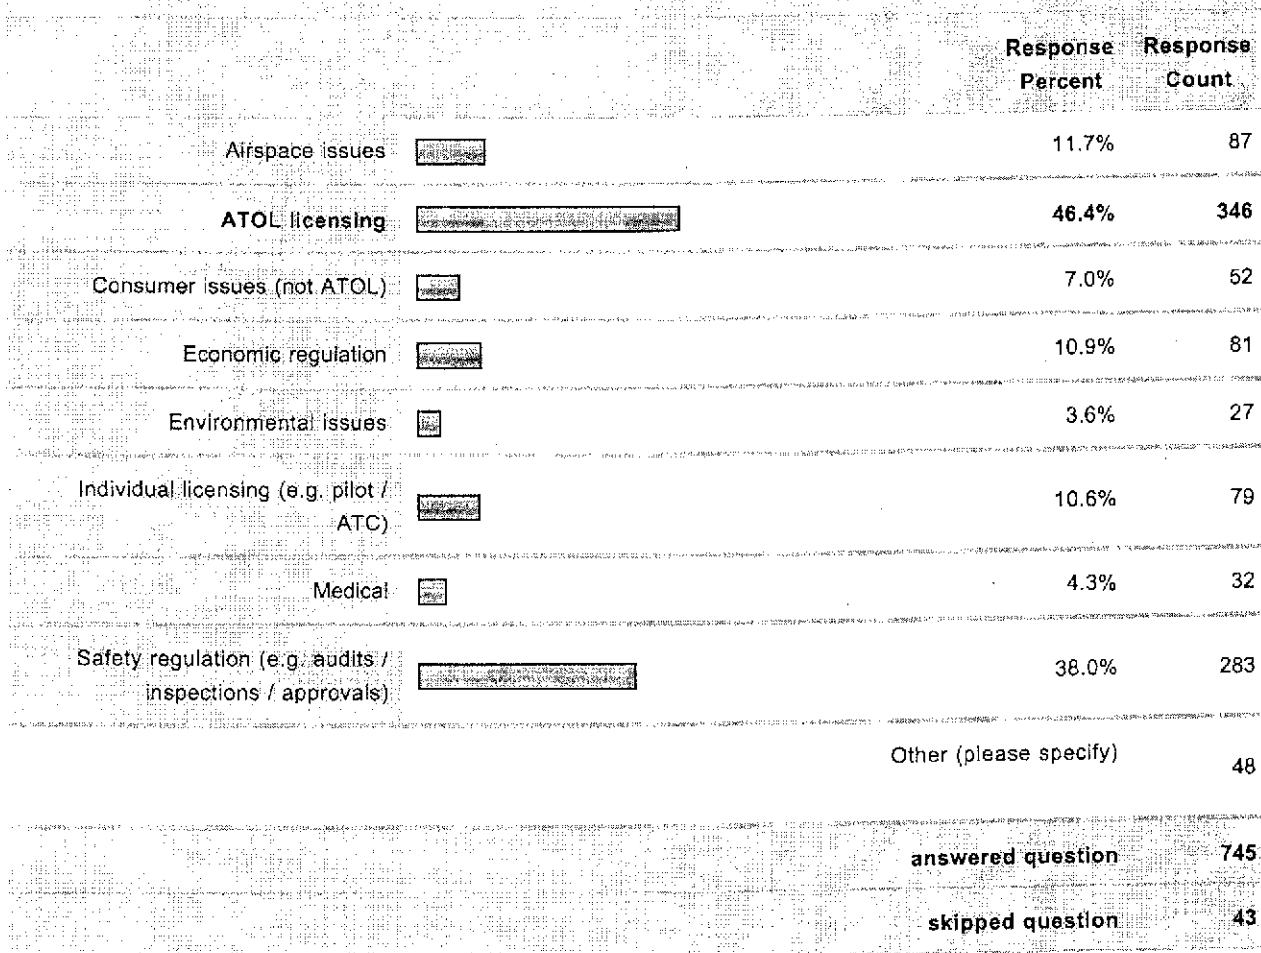 Response Response
Percent Count
Airspace issues 11.7% 87
ATOL licensing 46.4% 346
Consumer issues (not ATOL) 7.0% 52
Economic regulation 10.9% 81
Environmental issues 3.6% 27
Individual licensing (e.g. pilot / 10.6% 79
ATC)
Medical 4.3% 32
Safety regulation (e.g. audits / 38.0% 283
inspections / approvals)
Other (please specify) 48
answered question 745
skipped question 43